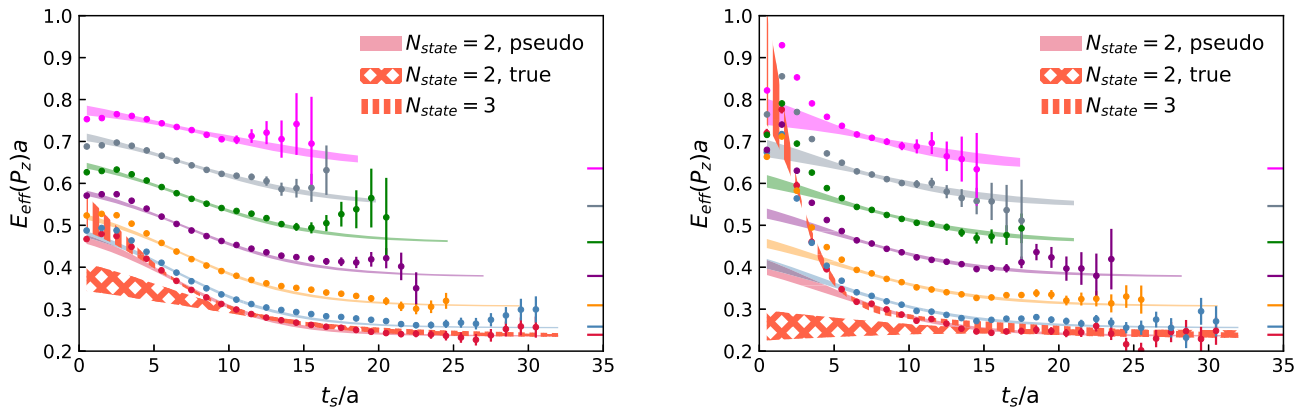 1.0
0.9
0.8
0.7
0.6
0.5
0.4
0.3
0.2
E_eff(P_z)a
N_state = 2, pseudo
N_state = 2, true
N_state = 3
0 5 10 15 20 25 30 35
t_s/a
1.0
0.9
0.8
0.7
0.6
0.5
0.4
0.3
0.2
E_eff(P_z)a
N_state = 2, pseudo
N_state = 2, true
N_state = 3
0 5 10 15 20 25 30 35
t_s/a